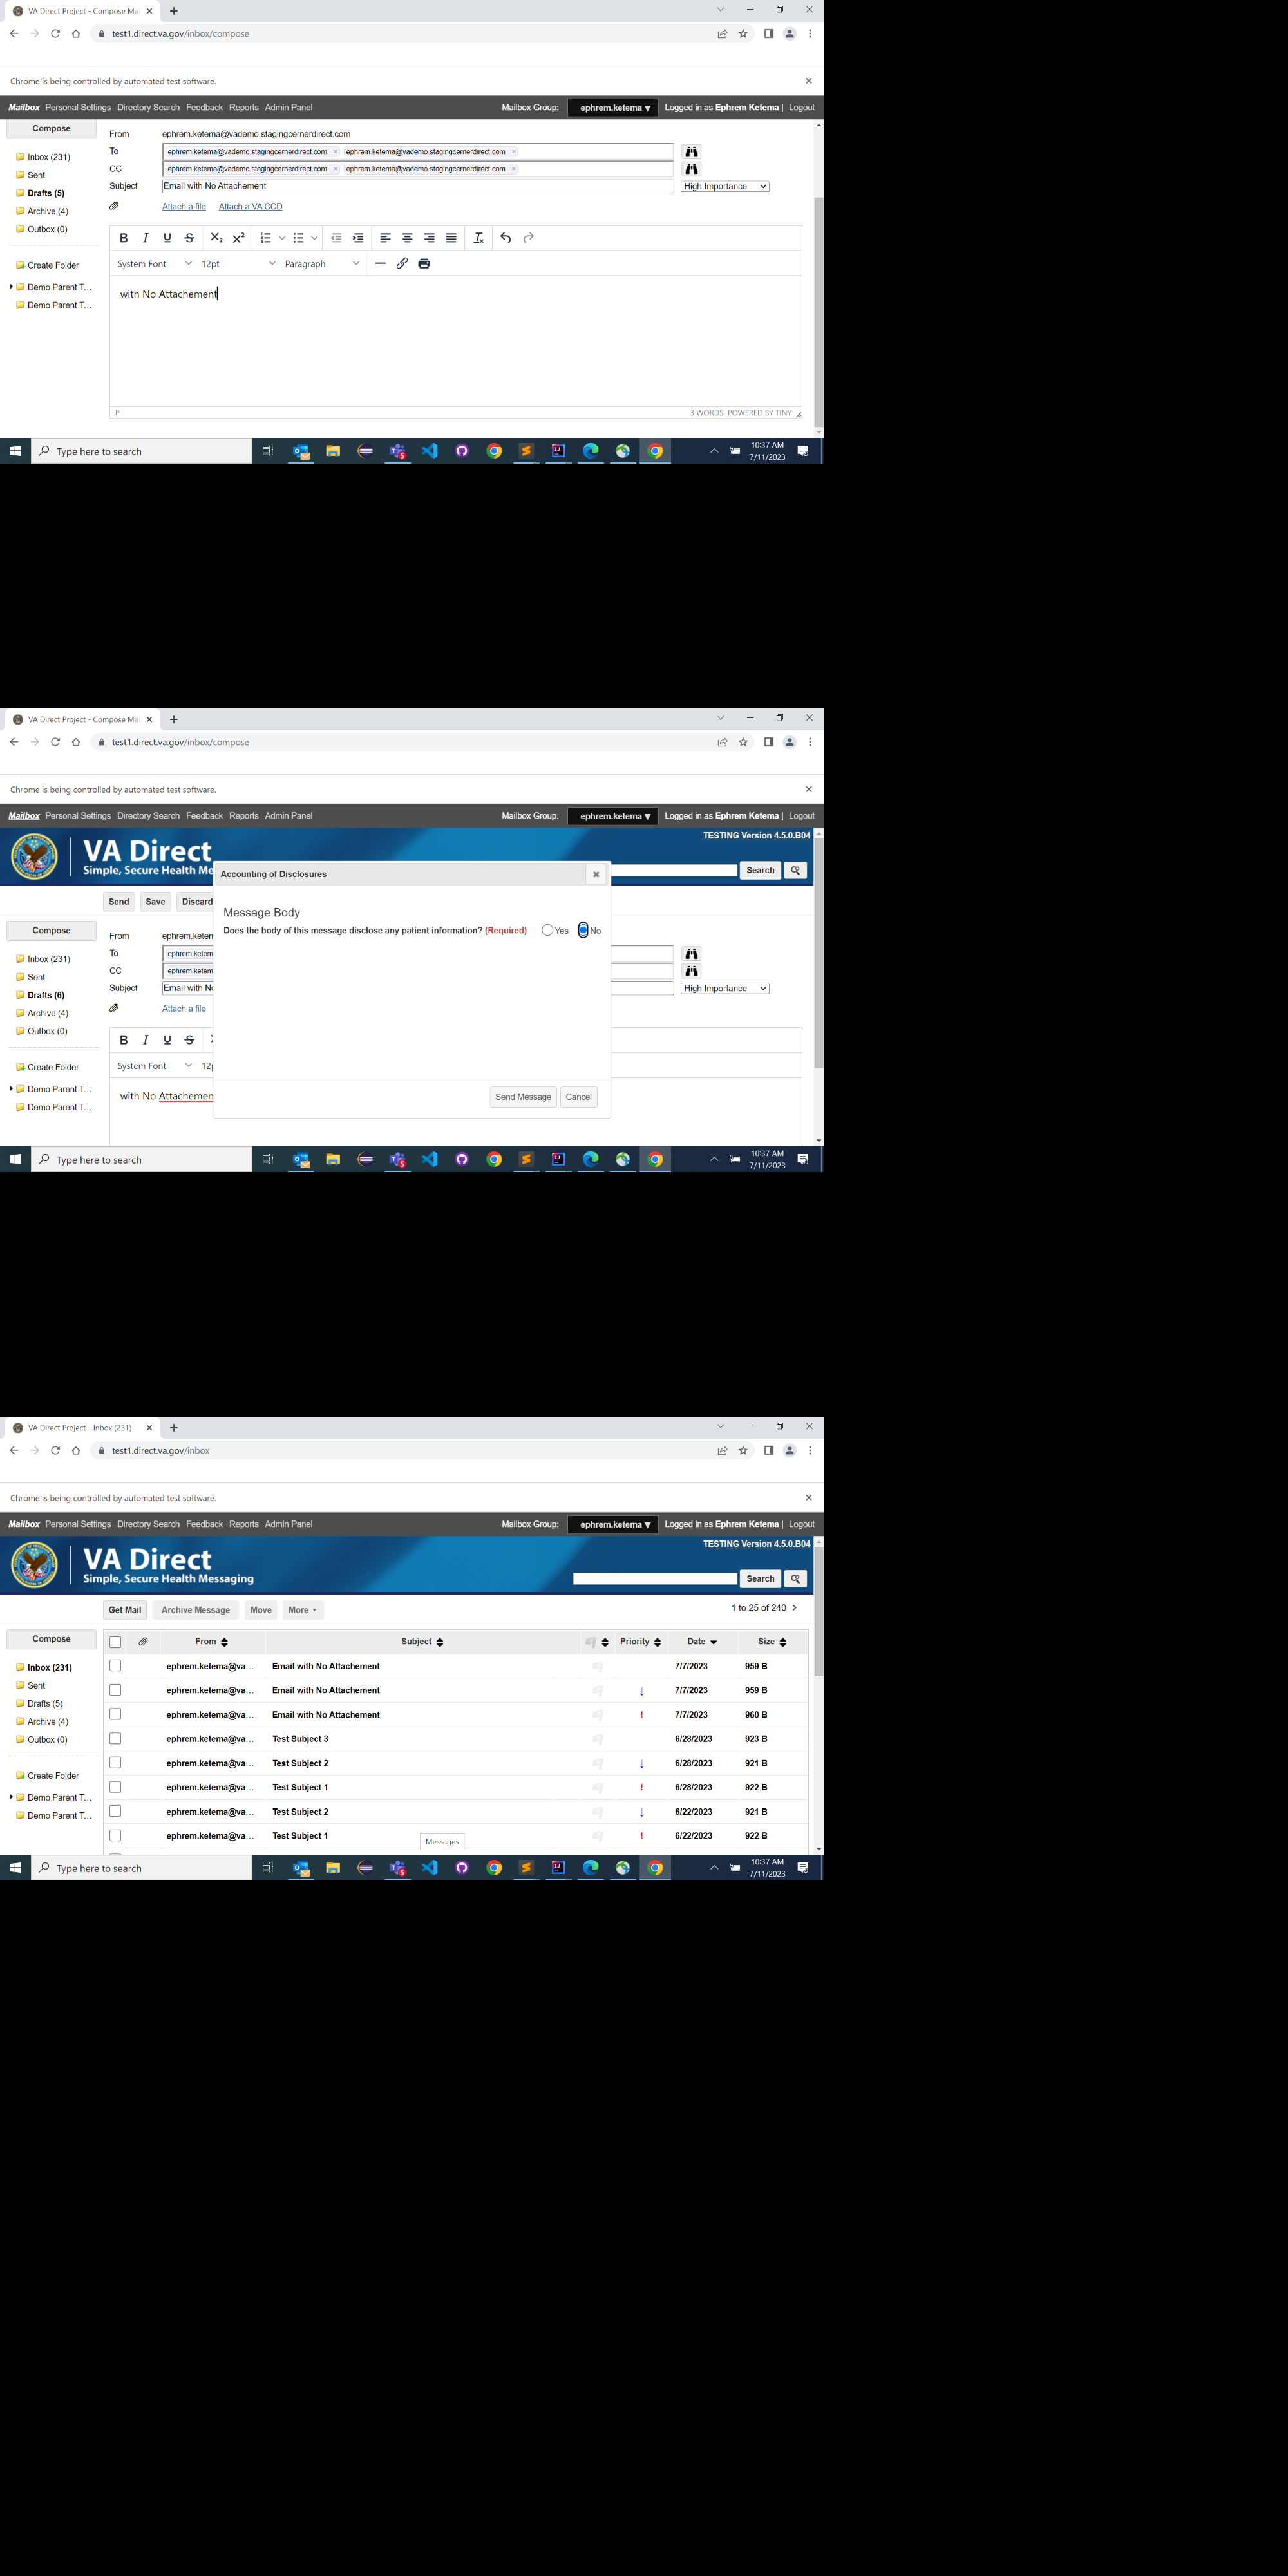 VA Direct Project - Compose Mai
test1.direct.va.gov/inbox/compose
Chrome is being controlled by automated test software.
Mailbox Personal Settings Directory Search Feedback Reports Admin Panel Mailbox Group: ephrem.ketema ▼ Logged in as Ephrem Ketema | Logout
Compose
From ephrem.ketema@vademo.stagingcernerdirect.com
To ephrem.ketema@vademo.stagingcernerdirect.com × ephrem.ketema@vademo.stagingcernerdirect.com ×
Inbox (231)
CC ephrem.ketema@vademo.stagingcernerdirect.com × ephrem.ketema@vademo.stagingcernerdirect.com ×
Sent
Subject Email with No Attachement High Importance
Drafts (5)
Attach a file Attach a VA CCD
Archive (4)
Outbox (0)
B I U S X₂ X²
Create Folder System Font 12pt Paragraph
Demo Parent T...
with No Attachement
Demo Parent T...
P 3 WORDS POWERED BY TINY
Type here to search
10:37 AM
7/11/2023
VA Direct Project - Compose Mai
test1.direct.va.gov/inbox/compose
Chrome is being controlled by automated test software.
Mailbox Personal Settings Directory Search Feedback Reports Admin Panel Mailbox Group: ephrem.ketema ▼ Logged in as Ephrem Ketema | Logout
TESTING Version 4.5.0.B04
VA Direct
Simple, Secure Health Me
Search
Accounting of Disclosures
Send Save Discard
Message Body
Does the body of this message disclose any patient information? (Required) Yes No
Compose
From ephrem.keten
To ephrem.ketem
Inbox (231)
CC ephrem.ketem
Sent
Subject Email with No High Importance
Drafts (6)
Attach a file
Archive (4)
Outbox (0)
B I U S
Create Folder System Font 12p
Demo Parent T...
with No Attachemen
Send Message Cancel
Demo Parent T...
Type here to search
10:37 AM
7/11/2023
VA Direct Project - Inbox (231)
test1.direct.va.gov/inbox
Chrome is being controlled by automated test software.
Mailbox Personal Settings Directory Search Feedback Reports Admin Panel Mailbox Group: ephrem.ketema ▼ Logged in as Ephrem Ketema | Logout
TESTING Version 4.5.0.B04
VA Direct
Simple, Secure Health Messaging
Search
Get Mail Archive Message Move More 1 to 25 of 240 >
Compose
From Subject Priority Date Size
Inbox (231)
ephrem.ketema@va... Email with No Attachement 7/7/2023 959 B
Sent
ephrem.ketema@va... Email with No Attachement ↓ 7/7/2023 959 B
Drafts (5)
ephrem.ketema@va... Email with No Attachement ! 7/7/2023 960 B
Archive (4)
Outbox (0)
ephrem.ketema@va... Test Subject 3 6/28/2023 923 B
ephrem.ketema@va... Test Subject 2 ↓ 6/28/2023 921 B
Create Folder
ephrem.ketema@va... Test Subject 1 ! 6/28/2023 922 B
Demo Parent T...
ephrem.ketema@va... Test Subject 2 ↓ 6/22/2023 921 B
Demo Parent T...
ephrem.ketema@va... Test Subject 1 ! 6/22/2023 922 B
Messages
Type here to search
10:37 AM
7/11/2023